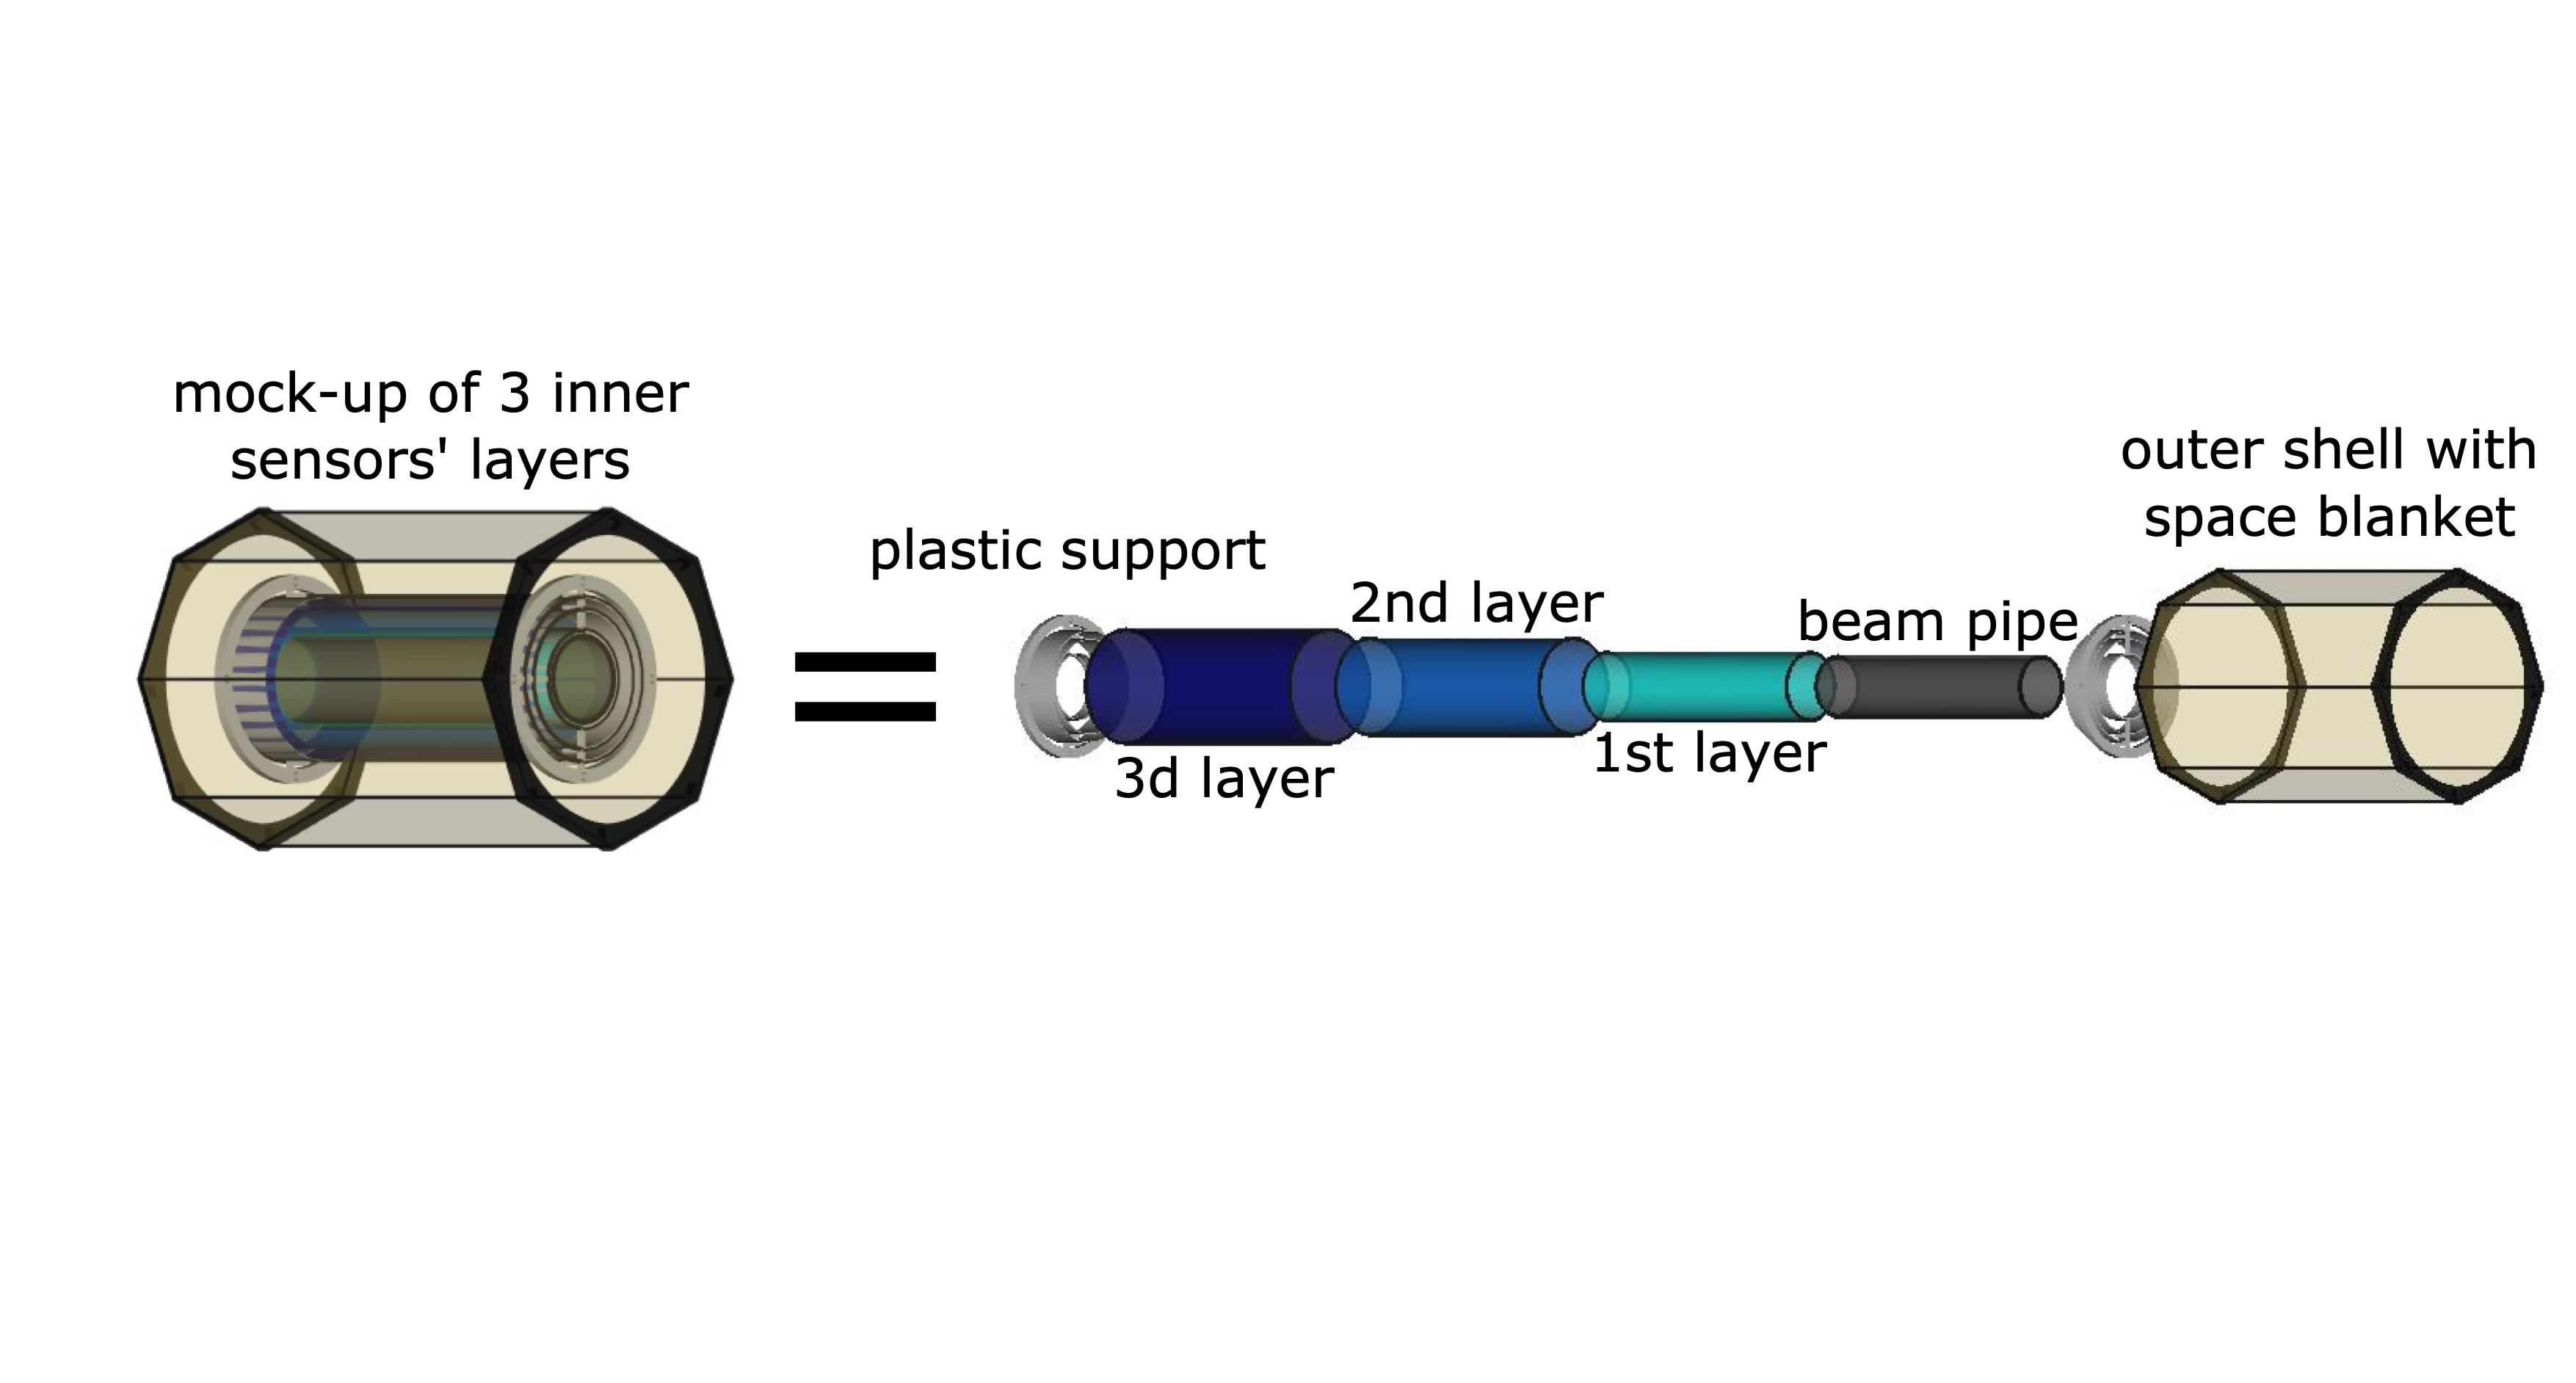 mock-up of 3 inner
sensors' layers
plastic support
3d layer
2nd layer
1st layer
beam pipe
outer shell with
space blanket